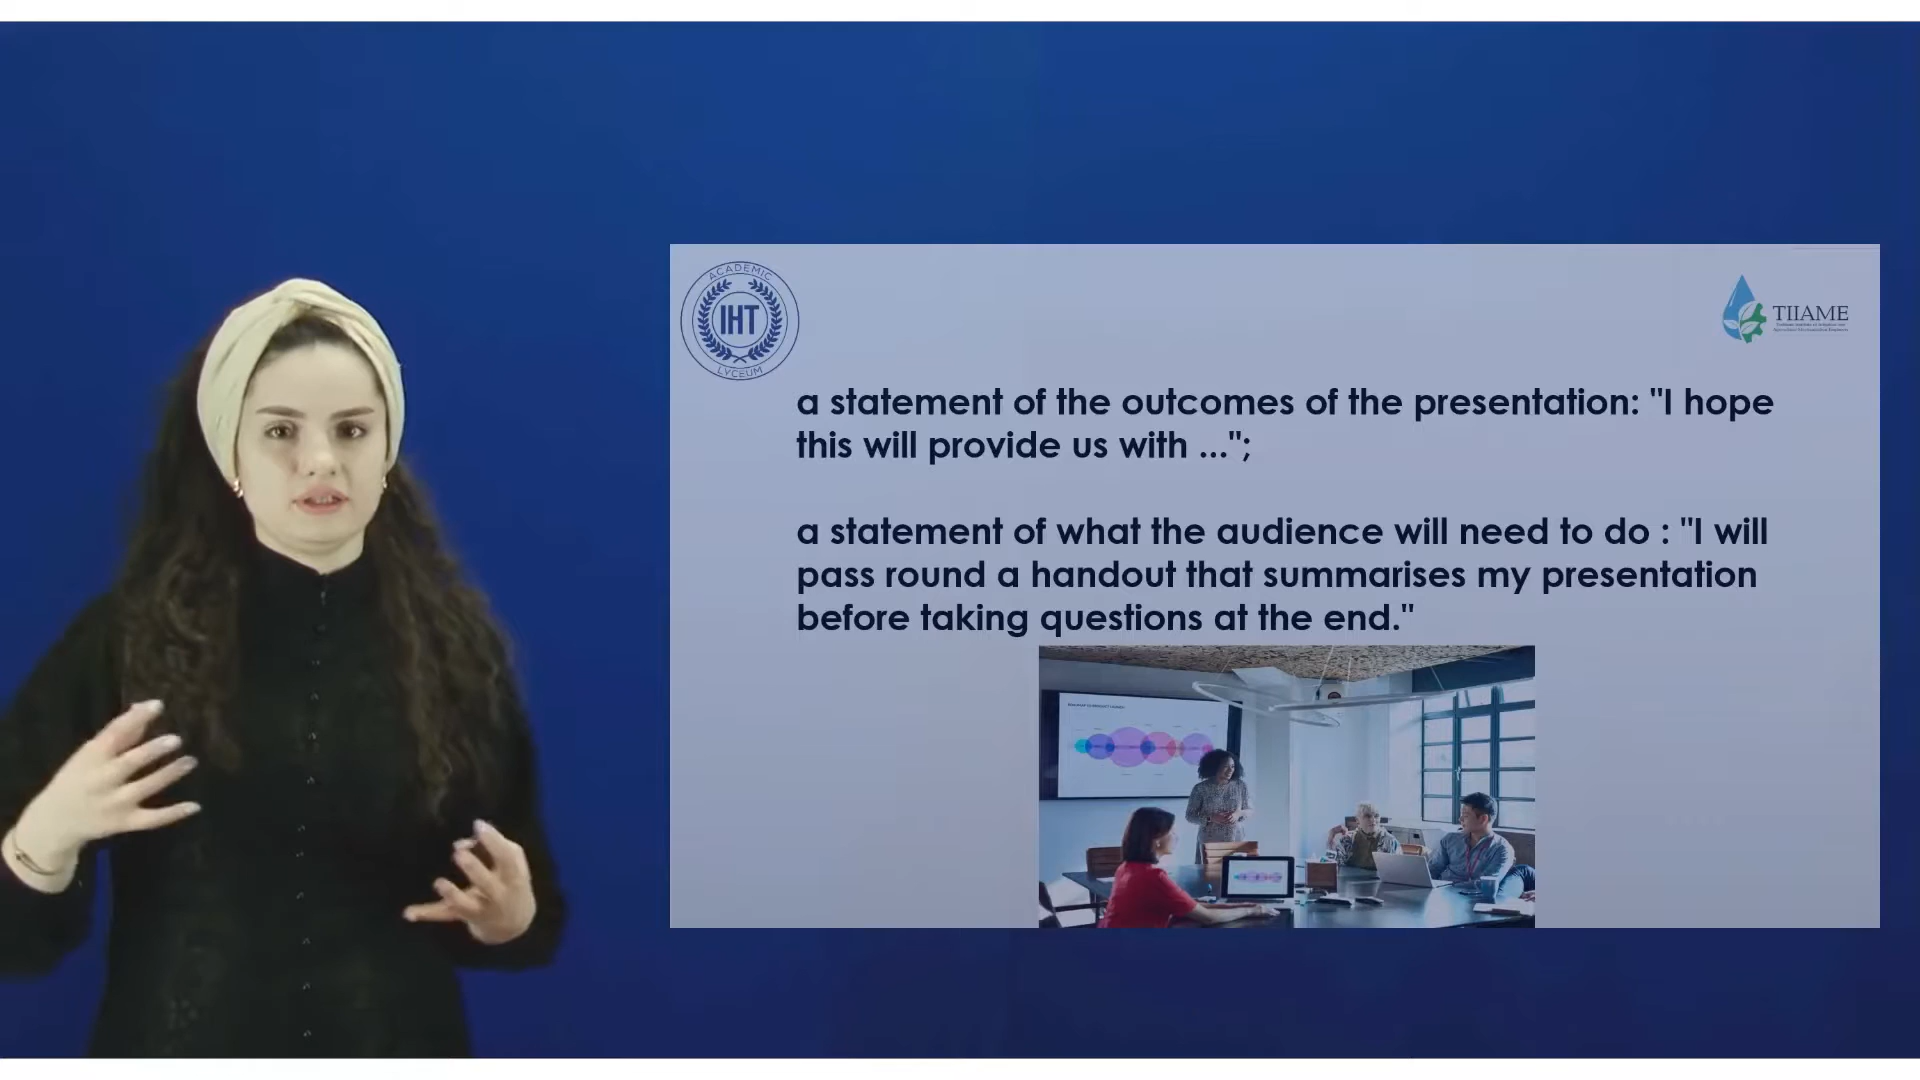 ACADEMIC
IHT
LYCEUM
TIIAME
a statement of the outcomes of the presentation: "I hope
this will provide us with ...";
a statement of what the audience will need to do : "I will
pass round a handout that summarises my presentation
before taking questions at the end."